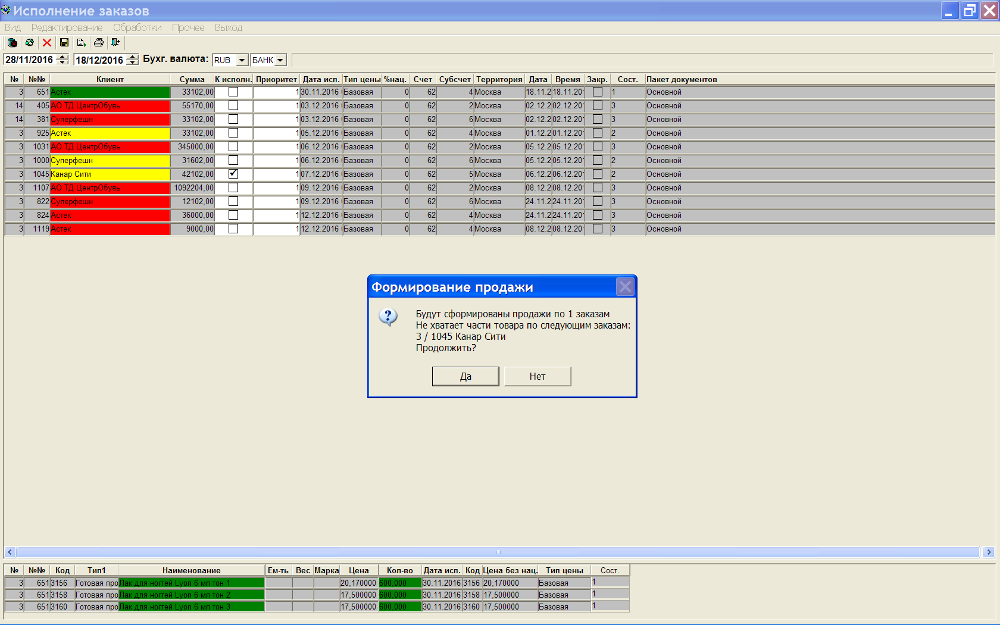 Исполнение заказов
Вид Редактирование Обработки Прочее Выход
28/11/2016 18/12/2016 Бухг. валюта: RUB БАНК
№ №№ Клиент Сумма К исполн. Приоритет Дата исп. Тип цены %нац. Счет Субсчет Территория Дата Время Закр. Сост. Пакет документов
3 651 Астек 33102,00 1 30.11.2016 Базовая 0 62 4 Москва 18.11.2 18.11.20 1 Основной
14 405 АО ТД ЦентрОбувь 55170,00 1 03.12.2016 Базовая 0 62 2 Москва 02.12.2 02.12.20 3 Основной
14 381 Суперфешн 33102,00 1 03.12.2016 Базовая 0 62 6 Москва 02.12.2 02.12.20 3 Основной
3 925 Астек 33102,00 1 05.12.2016 Базовая 0 62 4 Москва 01.12.2 01.12.20 2 Основной
3 1031 АО ТД ЦентрОбувь 345000,00 1 06.12.2016 Базовая 0 62 2 Москва 05.12.2 05.12.20 3 Основной
3 1000 Суперфешн 31602,00 1 06.12.2016 Базовая 0 62 6 Москва 05.12.2 05.12.20 2 Основной
3 1045 Канар Сити 42102,00 1 07.12.2016 Базовая 0 62 5 Москва 06.12.2 06.12.20 2 Основной
3 1107 АО ТД ЦентрОбувь 1092204,00 1 09.12.2016 Базовая 0 62 2 Москва 08.12.2 08.12.20 3 Основной
3 822 Суперфешн 12102,00 1 09.12.2016 Базовая 0 62 6 Москва 24.11.2 24.11.20 3 Основной
3 824 Астек 36000,00 1 12.12.2016 Базовая 0 62 4 Москва 24.11.2 24.11.20 3 Основной
3 1119 Астек 9000,00 1 12.12.2016 Базовая 0 62 4 Москва 08.12.2 08.12.20 3 Основной
Формирование продажи
Будут сформированы продажи по 1 заказам
Не хватает части товара по следующим заказам:
3 / 1045 Канар Сити
Продолжить?
Да Нет
№ №№ Код Тип1 Наименование Ем-ть Вес Марка Цена Кол-во Дата исп. Код Цена без нац. Тип цены Сост.
3 651 3156 Готовая про Лак для ногтей Lyon 6 мл тон 1 20,170000 600,000 30.11.2016 3156 20,170000 Базовая 1
3 651 3158 Готовая про Лак для ногтей Lyon 6 мл тон 2 17,500000 600,000 30.11.2016 3158 17,500000 Базовая 1
3 651 3160 Готовая про Лак для ногтей Lyon 6 мл тон 3 17,500000 600,000 30.11.2016 3160 17,500000 Базовая 1